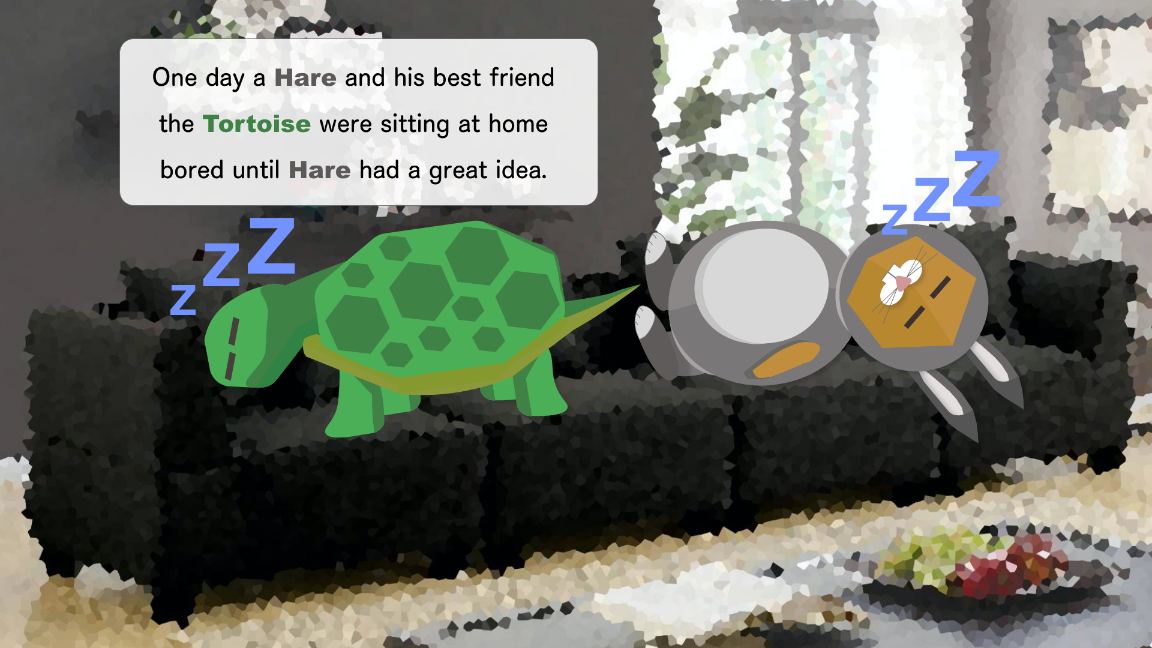 One day a Hare and his best friend
the Tortoise were sitting at home
bored until Hare had a great idea.
z Z Z
z Z Z